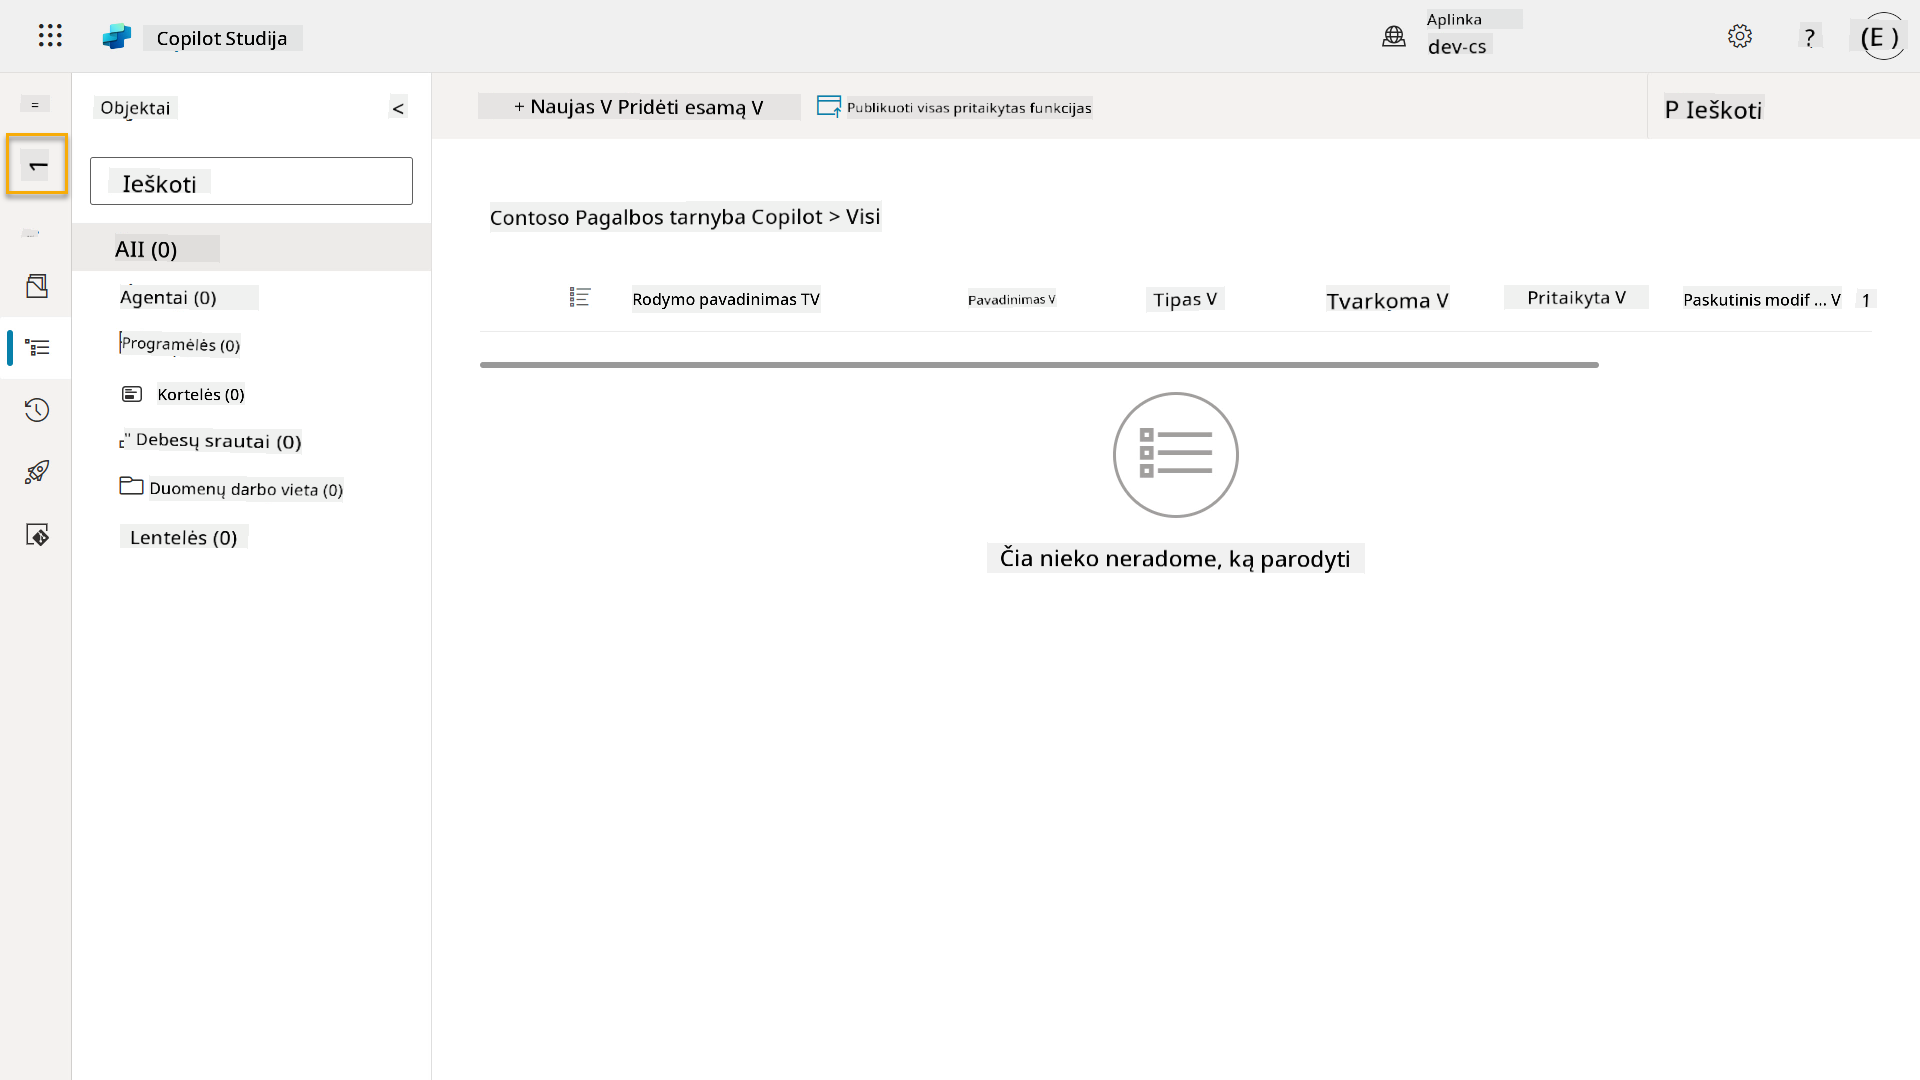 Copilot Studija
Aplinka
dev-cs
?
(E )
=
Objektai
<
+ Naujas V Pridėti esamą V
Publikuoti visas pritaikytas funkcijas
P Ieškoti
1
Ieškoti
Contoso Pagalbos tarnyba Copilot > Visi
AII (0)
Agentai (0)
Programėlės (0)
Kortelės (0)
" Debesų srautai (0)
Duomenų darbo vieta (0)
Lentelės (0)
Rodymo pavadinimas TV
Pavadinimas V
Tipas V
Tvarkoma V
Pritaikyta V
Paskutinis modif ... V
1
Čia nieko neradome, ką parodyti